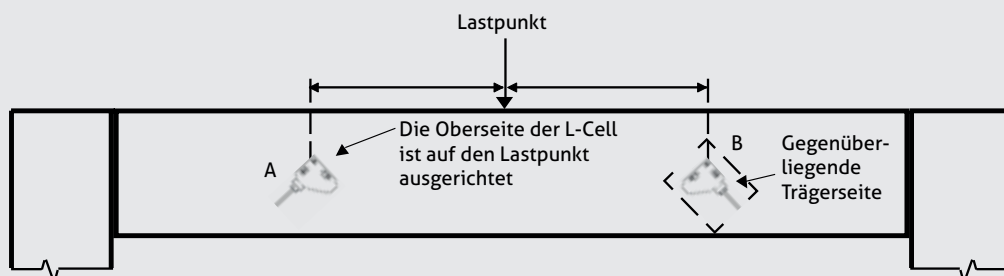 Lastpunkt
A
Die Oberseite der L-Cell
ist auf den Lastpunkt
ausgerichtet
B
Gegenüber-
liegende
Trägerseite